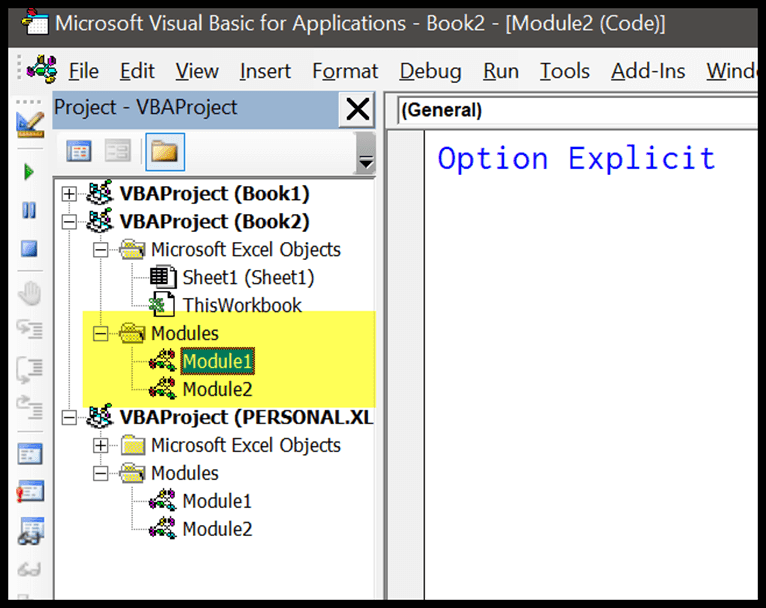 Microsoft Visual Basic for Applications - Book2 - [Module2 (Code)]
File Edit View Insert Format Debug Run Tools Add-Ins Wind
Project - VBAProject
(General)
Option Explicit
VBAProject (Book1)
VBAProject (Book2)
Microsoft Excel Objects
Sheet1 (Sheet1)
ThisWorkbook
Modules
Module1
Module2
VBAProject (PERSONAL.XL
Microsoft Excel Objects
Modules
Module1
Module2